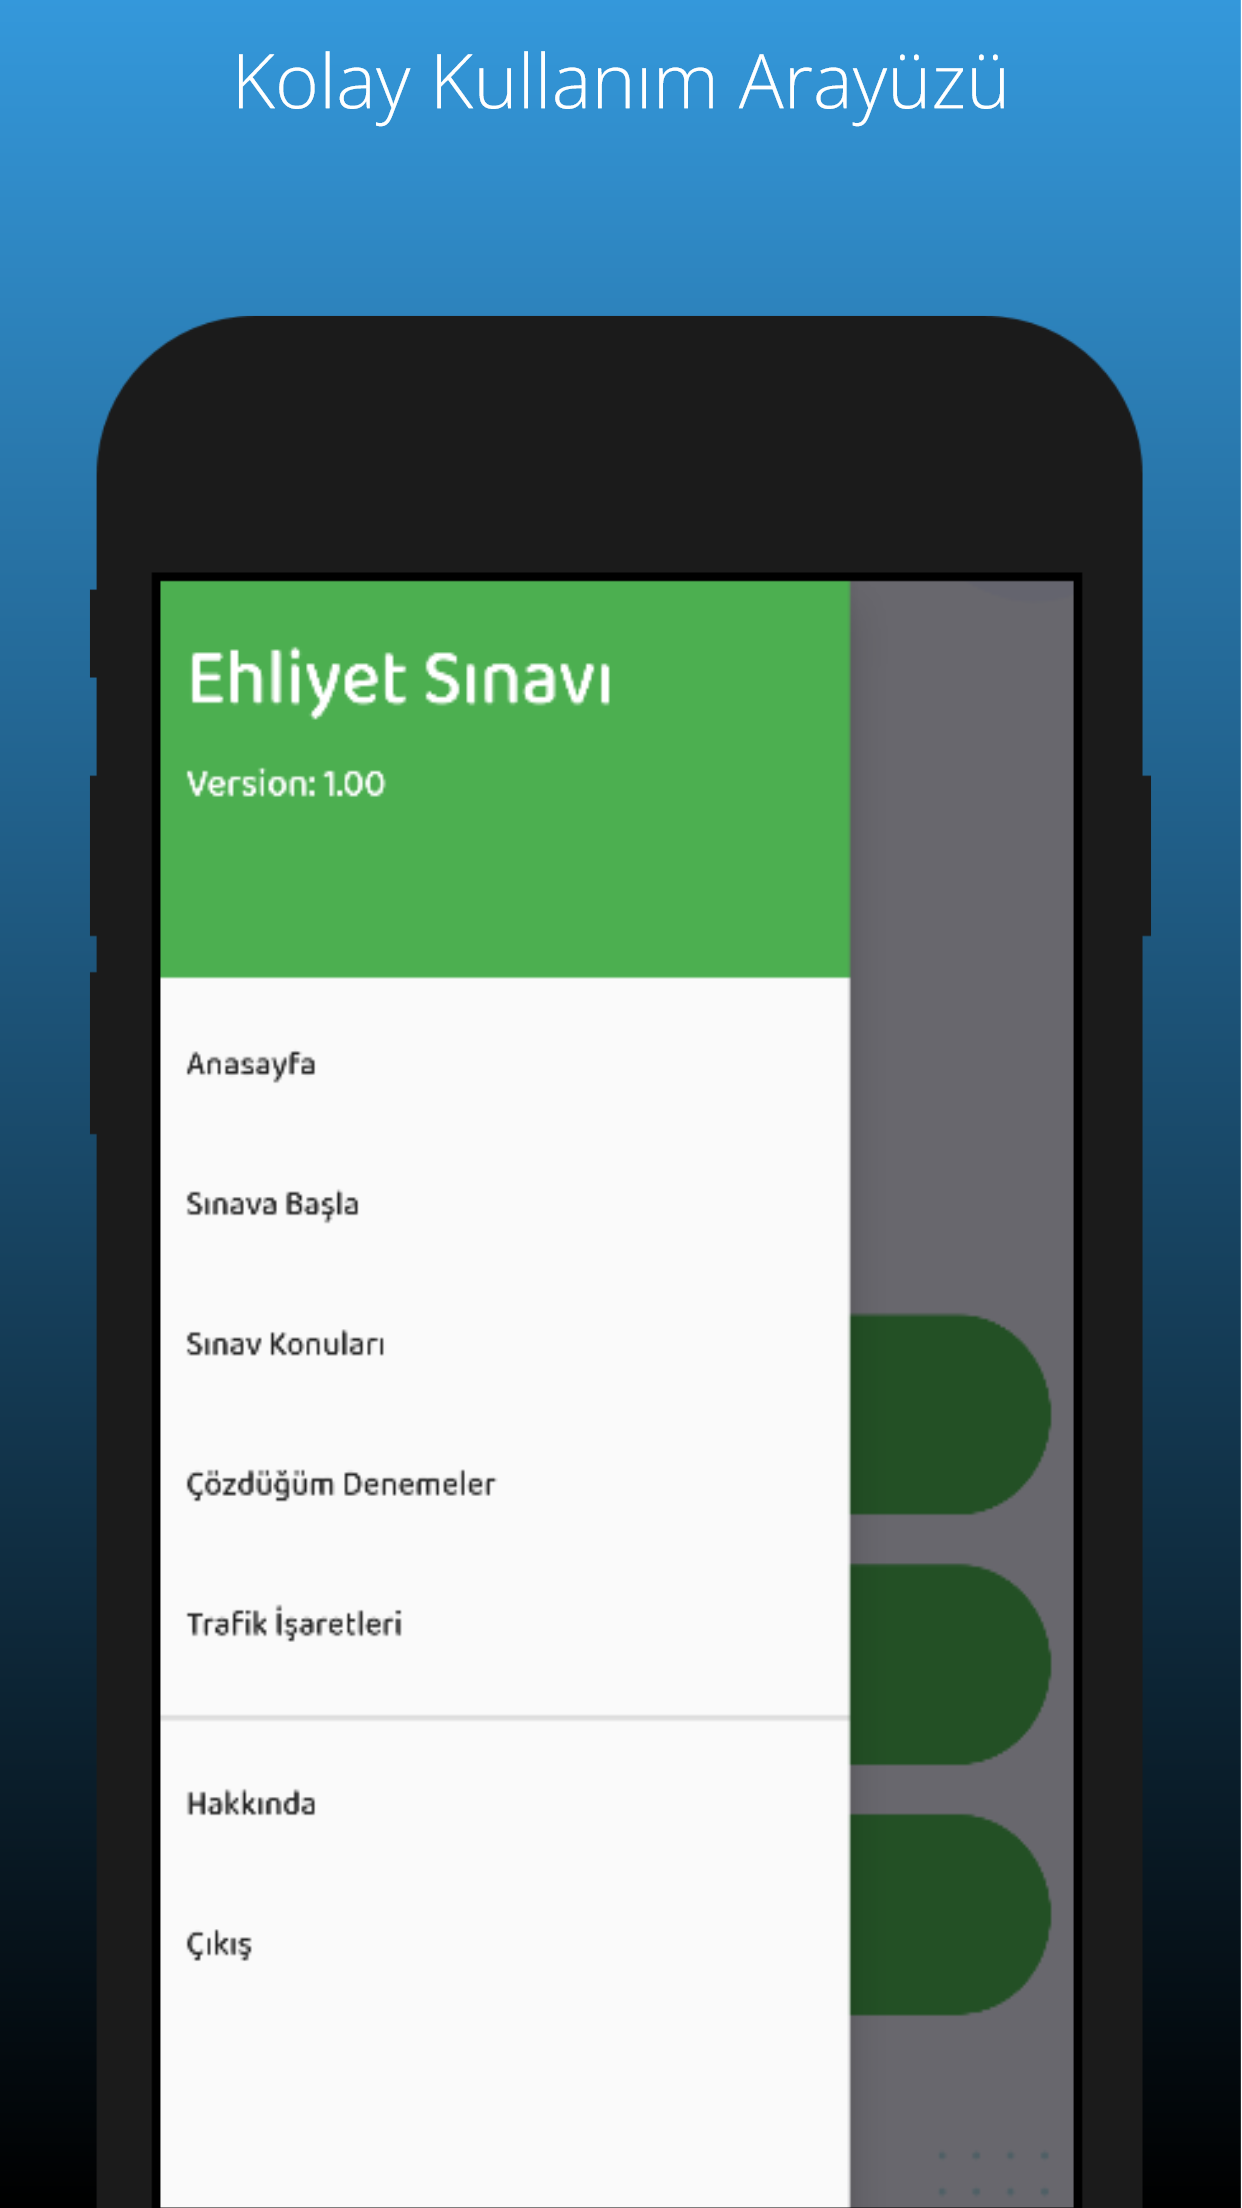 Kolay Kullanım Arayüzü
Ehliyet Sınavı
Version: 1.00
Anasayfa
Sınava Başla
Sınav Konuları
Çözdüğüm Denemeler
Trafik İşaretleri
Hakkında
Çıkış